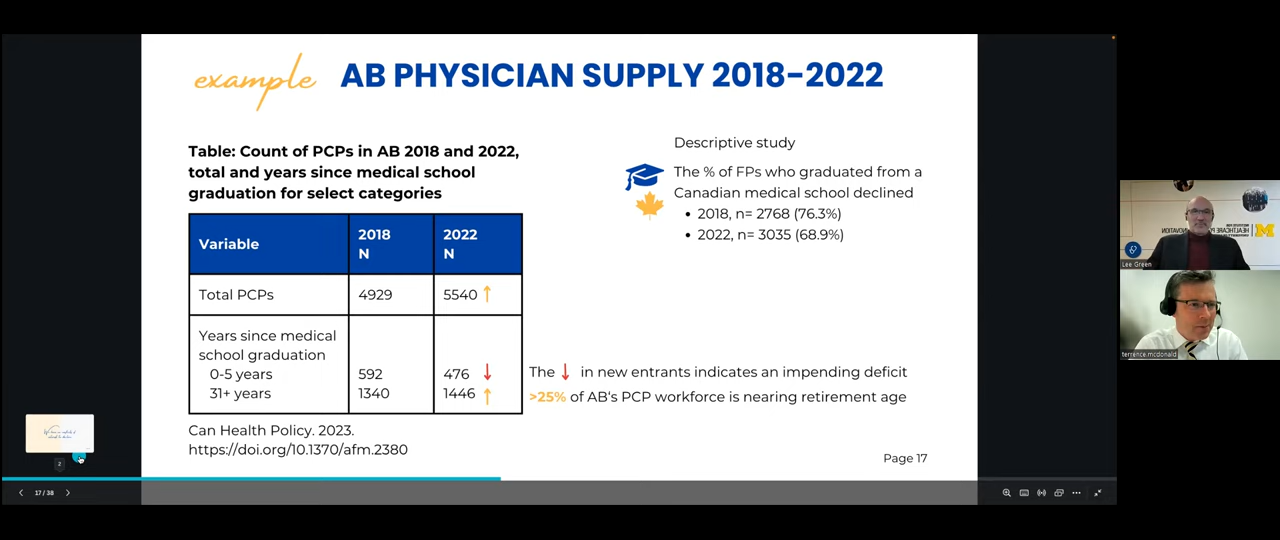 example AB PHYSICIAN SUPPLY 2018-2022
Table: Count of PCPs in AB 2018 and 2022,
total and years since medical school
graduation for select categories
Variable
2018
N
2022
N
Total PCPs 4929 5540 ↑
Years since medical
school graduation
0-5 years 592 476 ↓
31+ years 1340 1446 ↑
Can Health Policy. 2023.
https://doi.org/10.1370/afm.2380
Descriptive study
The % of FPs who graduated from a
Canadian medical school declined
• 2018, n= 2768 (76.3%)
• 2022, n= 3035 (68.9%)
The ↓ in new entrants indicates an impending deficit
>25% of AB's PCP workforce is nearing retirement age
Page 17
2
17 / 38
M
Lee Green
terrence.mcdonald